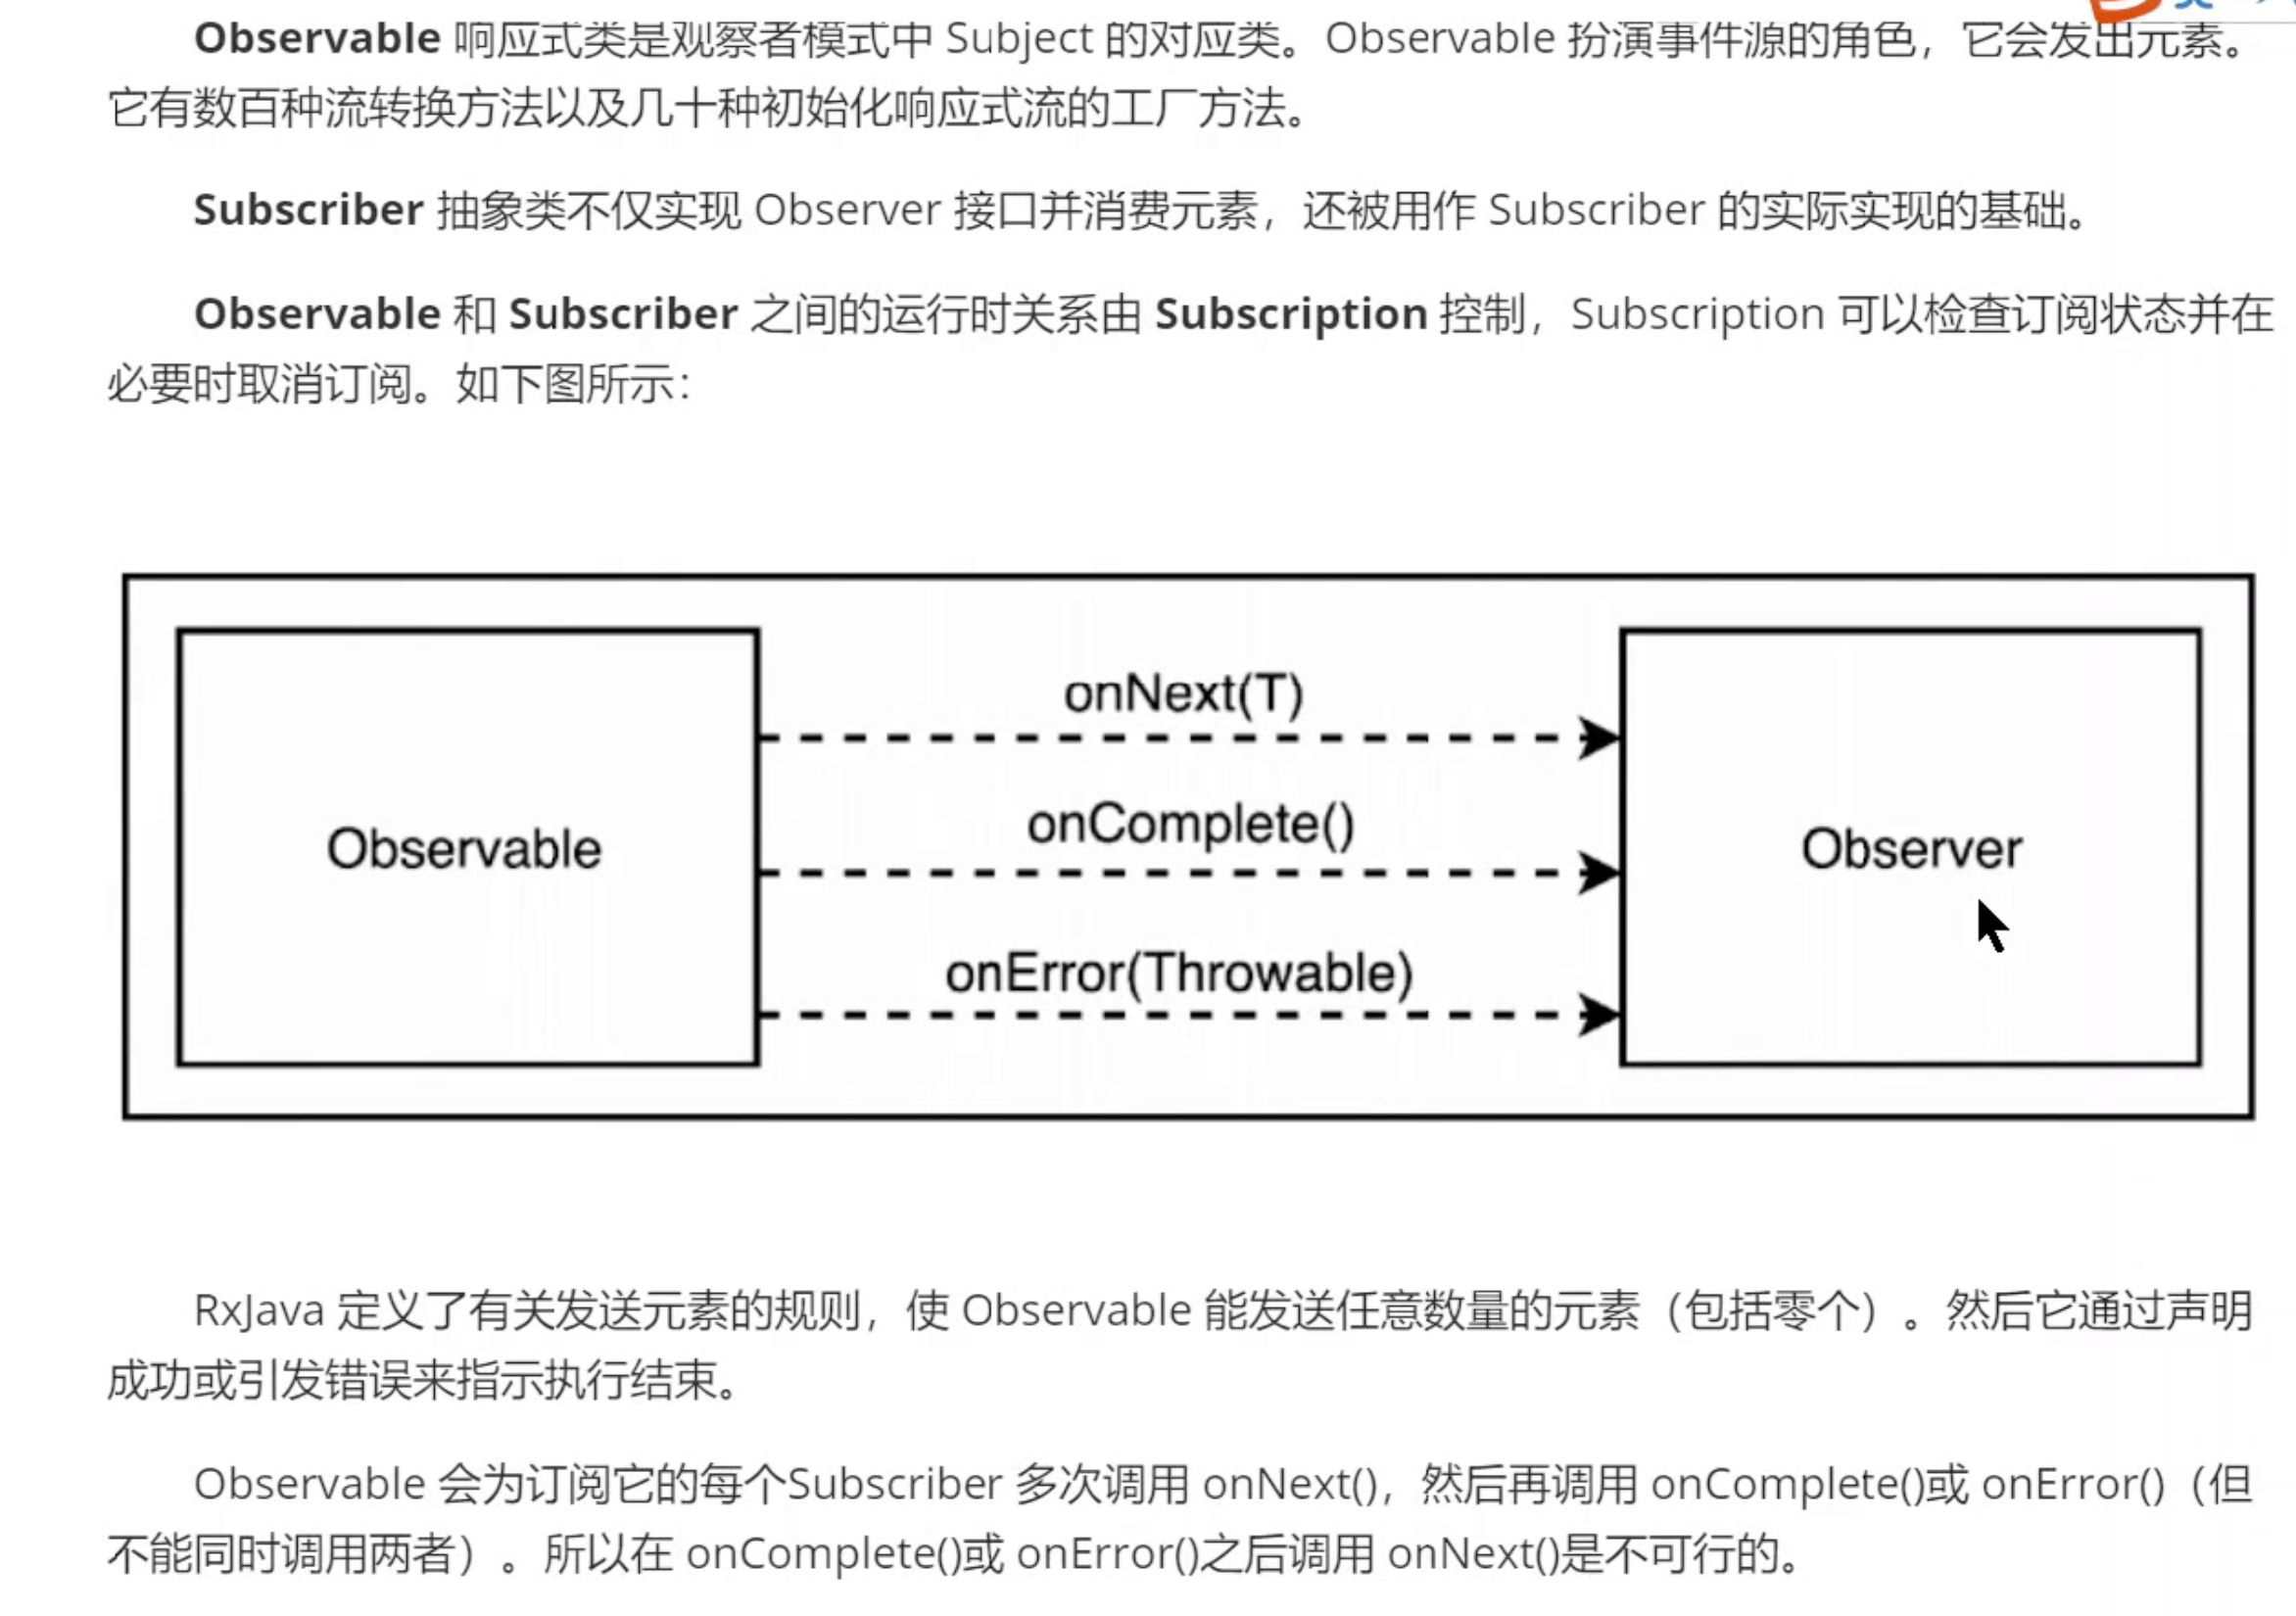 Observable 响应式类是观察者模式中 Subject 的对应类。Observable 扮演事件源的角色，它会发出元素。
它有数百种流转换方法以及几十种初始化响应式流的工厂方法。
Subscriber 抽象类不仅实现 Observer 接口并消费元素，还被用作 Subscriber 的实际实现的基础。
Observable 和 Subscriber 之间的运行时关系由 Subscription 控制，Subscription 可以检查订阅状态并在
必要时取消订阅。如下图所示：
onNext(T)
onComplete()
Observable
Observer
onError(Throwable)
RxJava 定义了有关发送元素的规则，使 Observable 能发送任意数量的元素（包括零个）。然后它通过声明
成功或引发错误来指示执行结束。
Observable 会为订阅它的每个Subscriber 多次调用 onNext()，然后再调用 onComplete()或 onError()（但
不能同时调用两者）。所以在 onComplete()或 onError()之后调用 onNext()是不可行的。